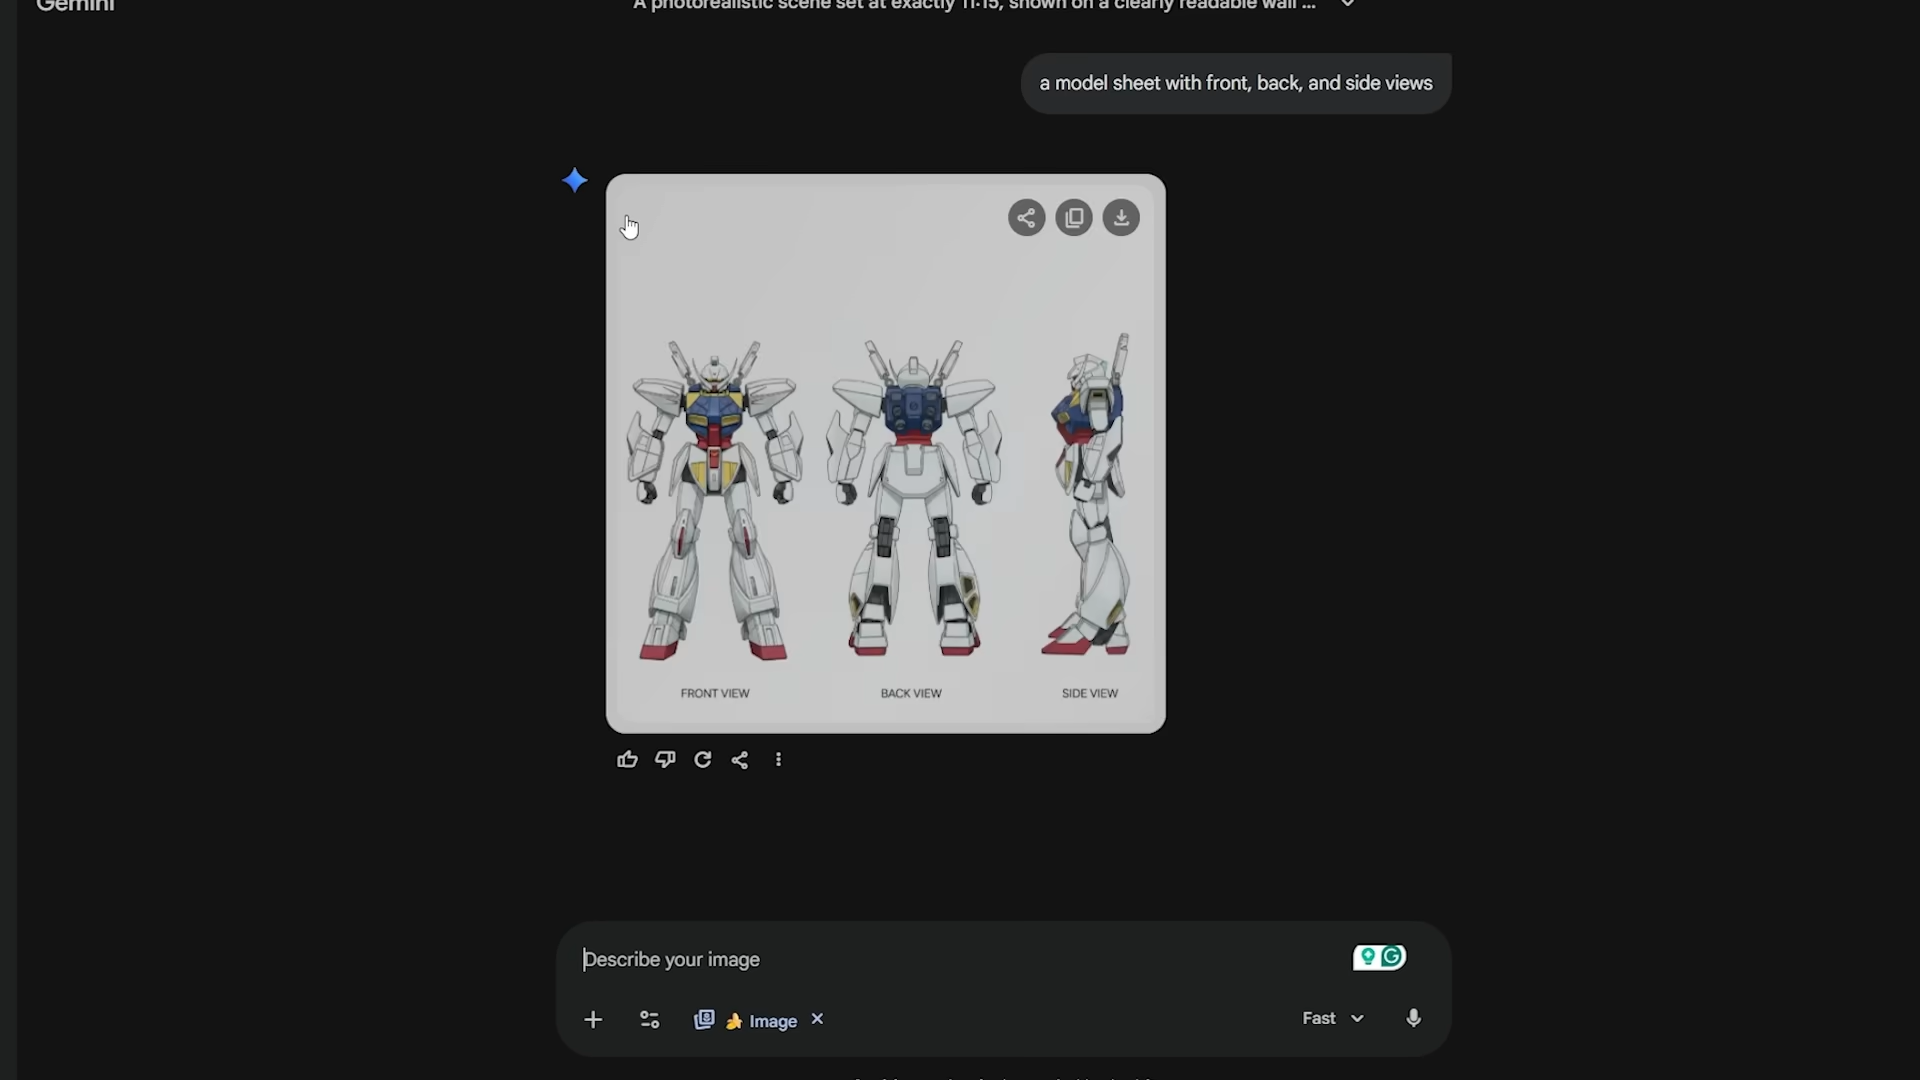 Gemini
A photorealistic scene set at exactly 11:15, shown on a clearly readable wall ...
a model sheet with front, back, and side views
FRONT VIEW
BACK VIEW
SIDE VIEW
Describe your image
Image
Fast